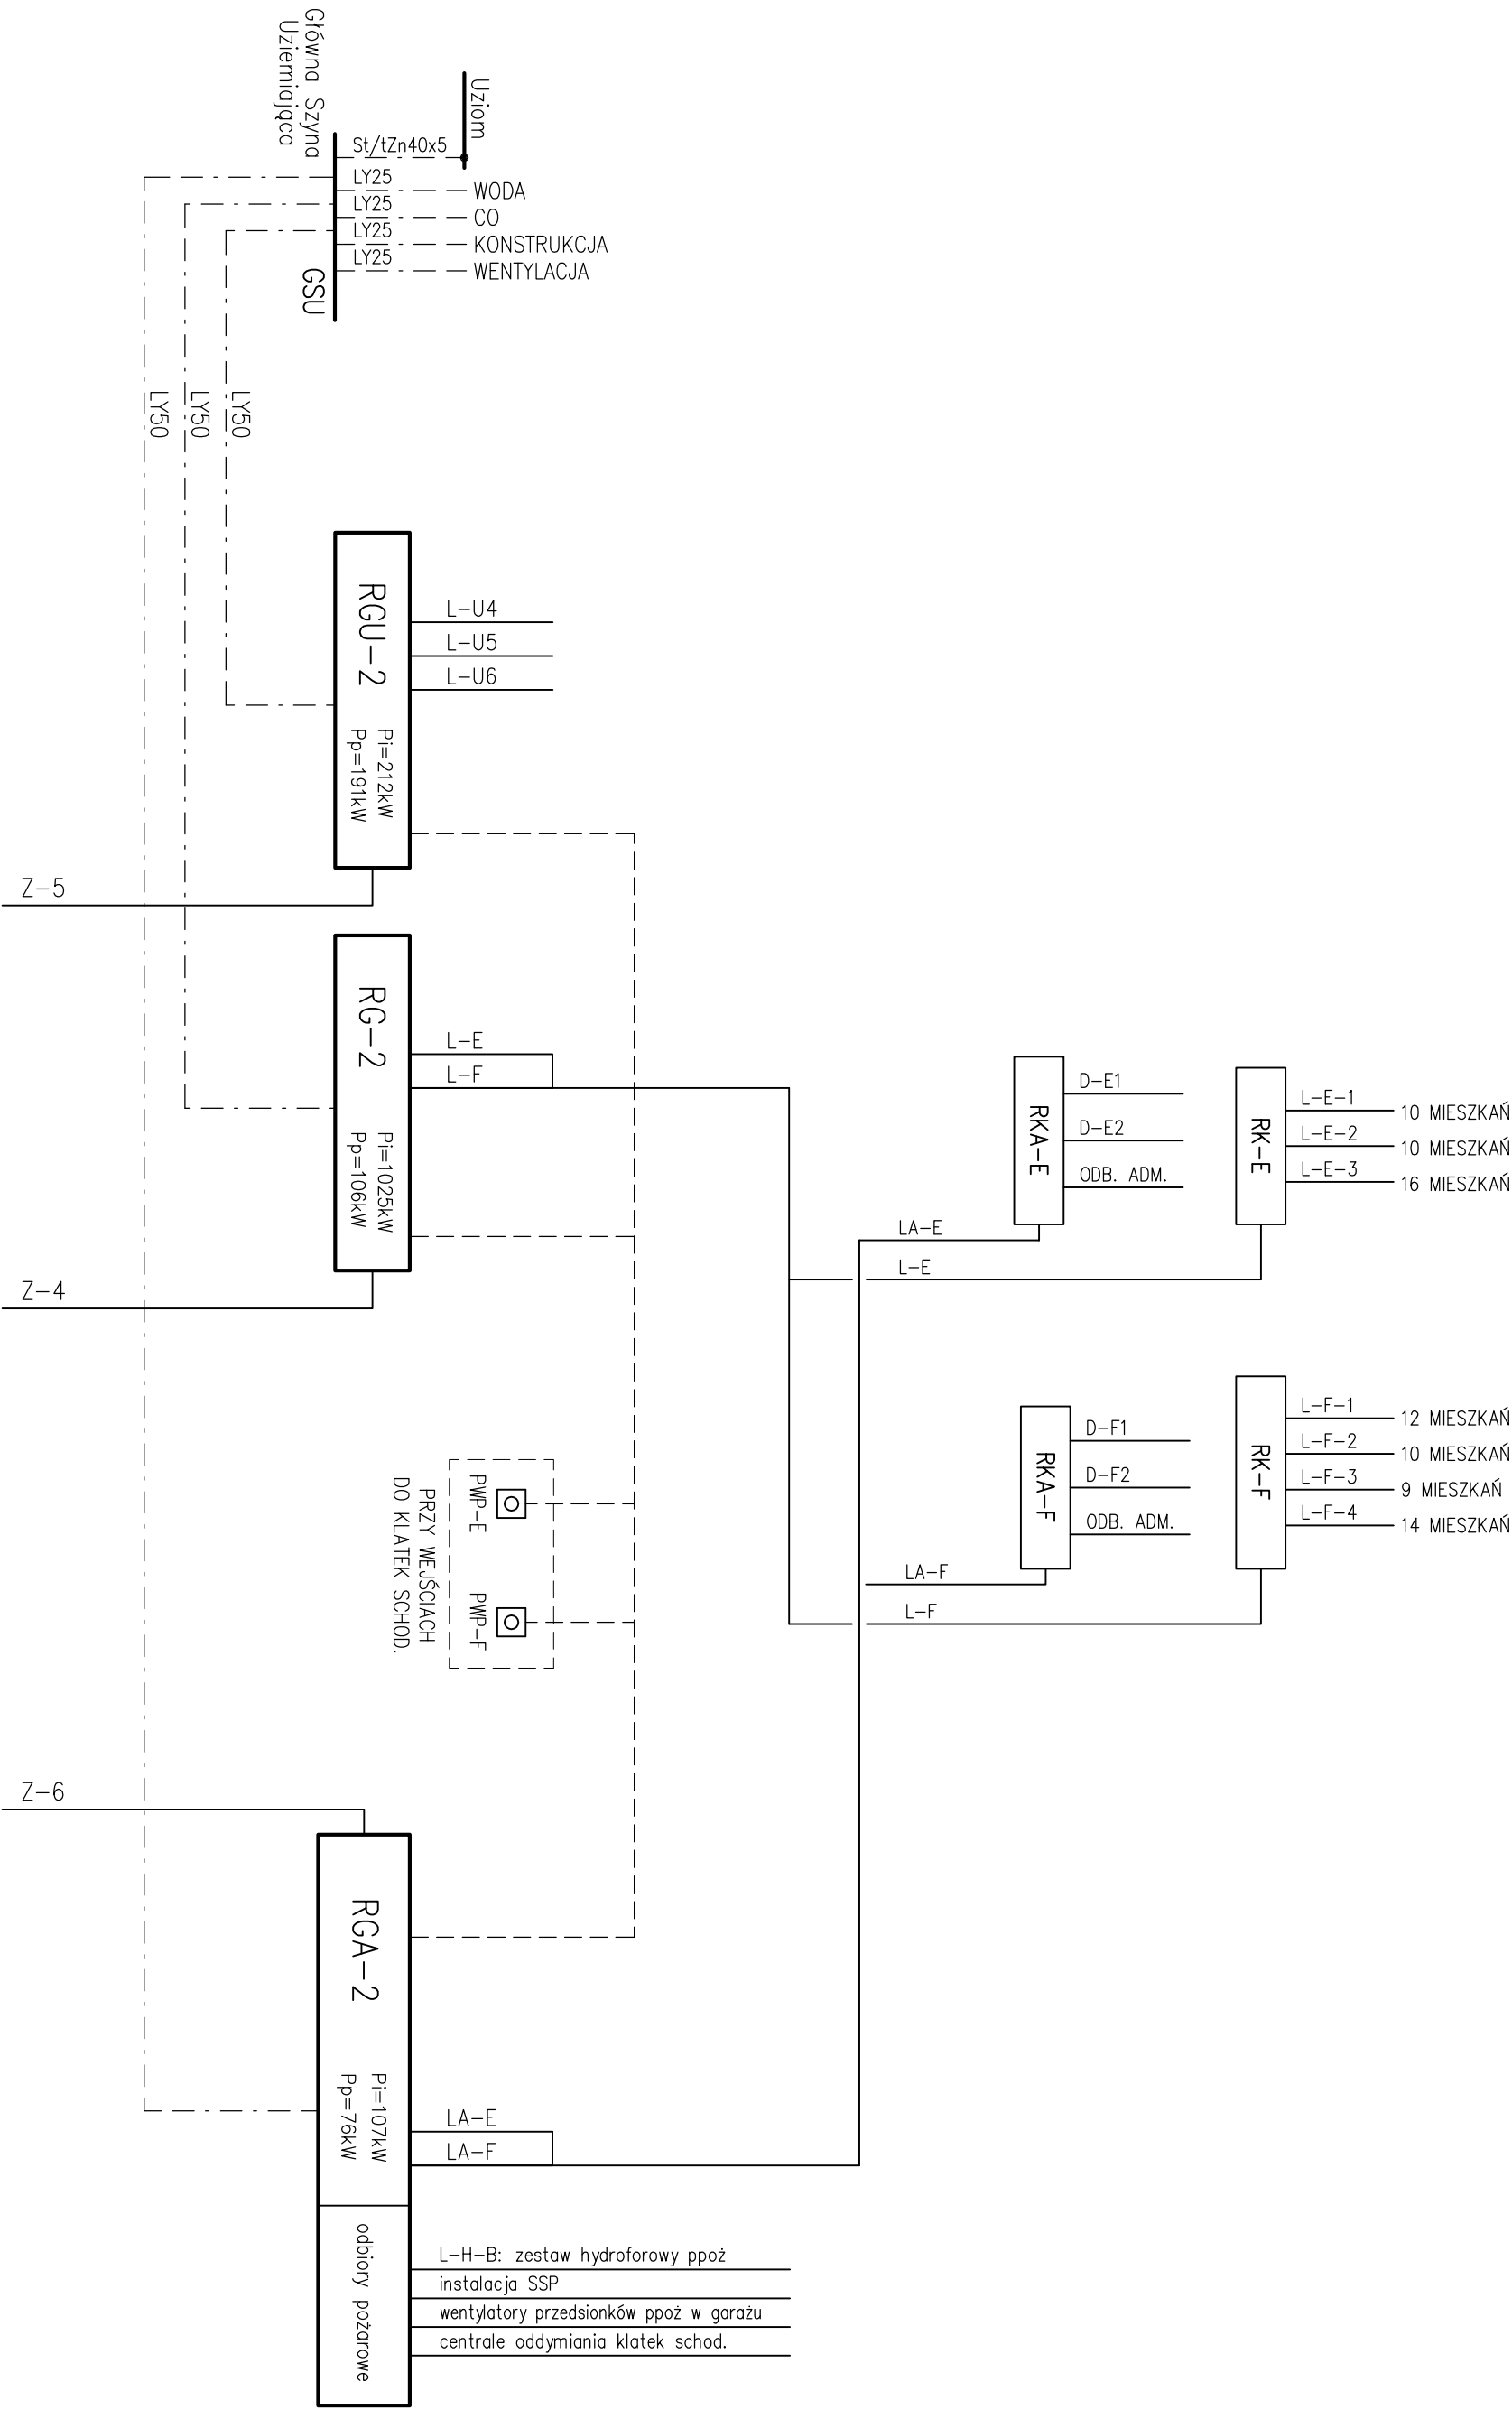 Główna Szyna
Uziemiająca
Uziom
St/tZn40x5
LY25
WODA
LY25
CO
LY25
KONSTRUKCJA
LY25
WENTYLACJA
GSU
LY50
LY50
LY50
RGU-2
Pi=212kW
Pp=191kW
L-U4
L-U5
L-U6
Z-5
RG-2
Pi=1025kW
Pp=106kW
L-E
L-F
Z-4
RKA-E
D-E1
D-E2
ODB. ADM.
LA-E
L-E
RK-E
L-E-1
10 MIESZKAŃ
L-E-2
10 MIESZKAŃ
L-E-3
16 MIESZKAŃ
RKA-F
D-F1
D-F2
ODB. ADM.
LA-F
L-F
RK-F
L-F-1
12 MIESZKAŃ
L-F-2
10 MIESZKAŃ
L-F-3
9 MIESZKAŃ
L-F-4
14 MIESZKAŃ
PWP-E
PWP-F
PRZY WEJŚCIACH
DO KLATEK SCHOD.
Z-6
RGA-2
Pi=107kW
Pp=76kW
LA-E
LA-F
odbiory pożarowe
L-H-B: zestaw hydroforowy ppoż
instalacja SSP
wentylatory przedsionków ppoż w garażu
centrale oddymiania klatek schod.